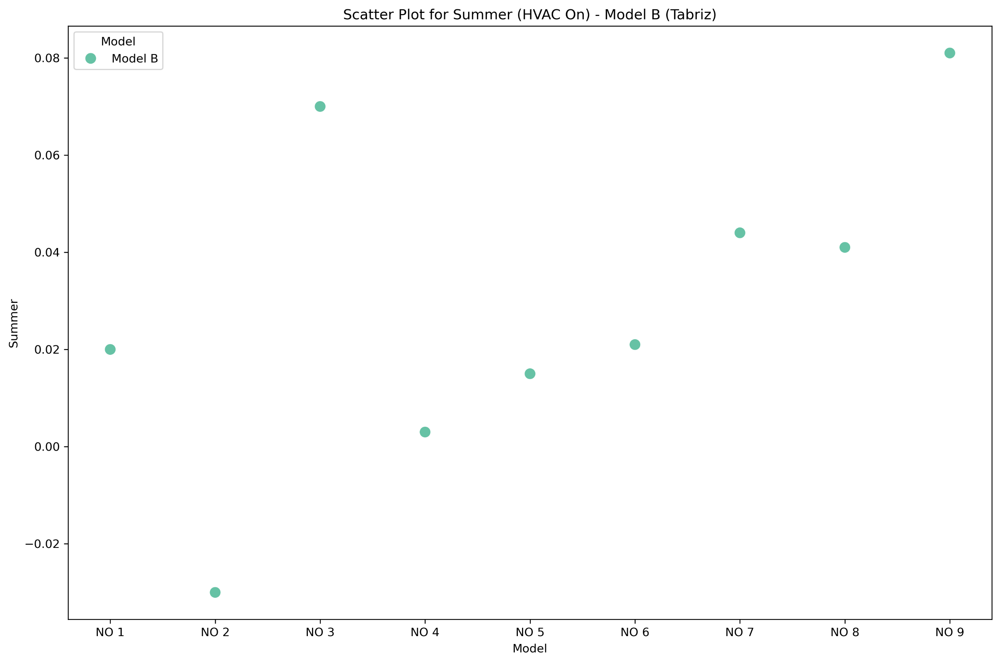 Scatter Plot for Summer (HVAC On) - Model B (Tabriz)
Model
Model B
0.08
0.06
0.04
0.02
0.00
−0.02
Summer
NO 1 NO 2 NO 3 NO 4 NO 5 NO 6 NO 7 NO 8 NO 9
Model